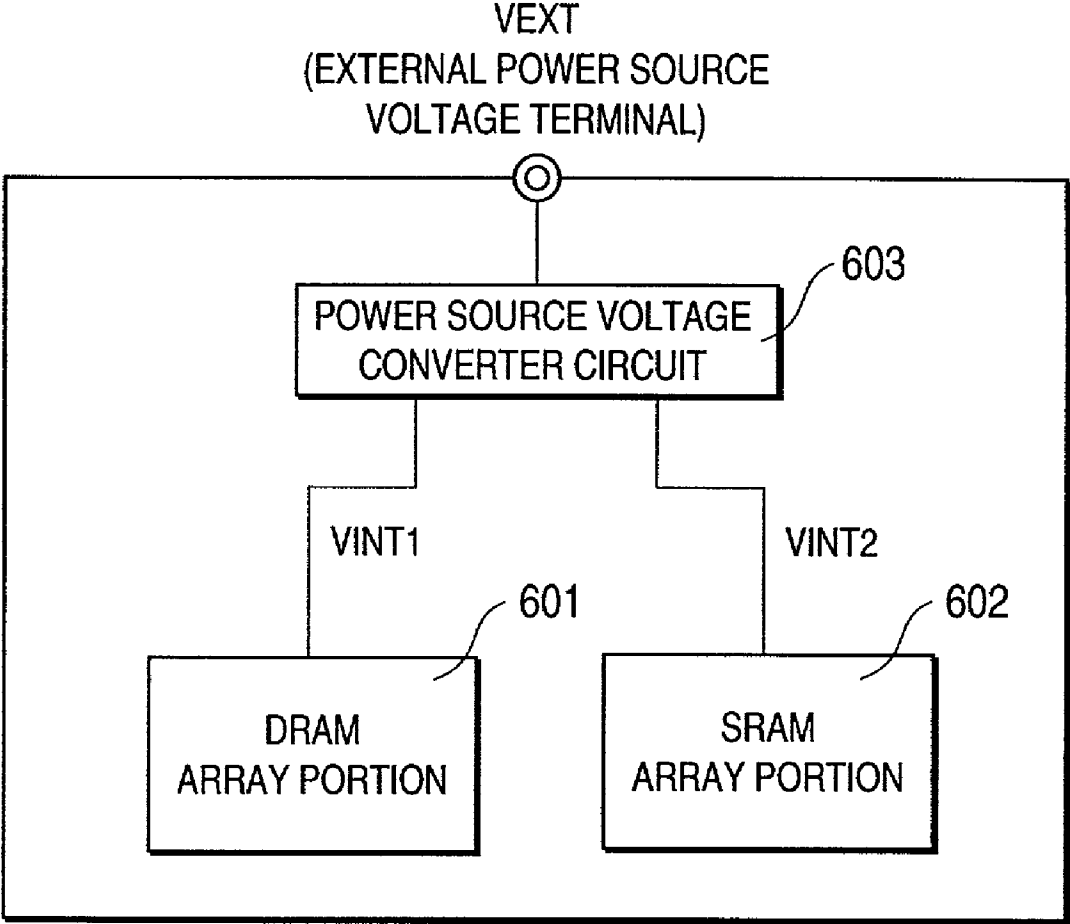 VEXT
(EXTERNAL POWER SOURCE
VOLTAGE TERMINAL)
603
POWER SOURCE VOLTAGE
CONVERTER CIRCUIT
VINT1
VINT2
601
602
DRAM
ARRAY PORTION
SRAM
ARRAY PORTION